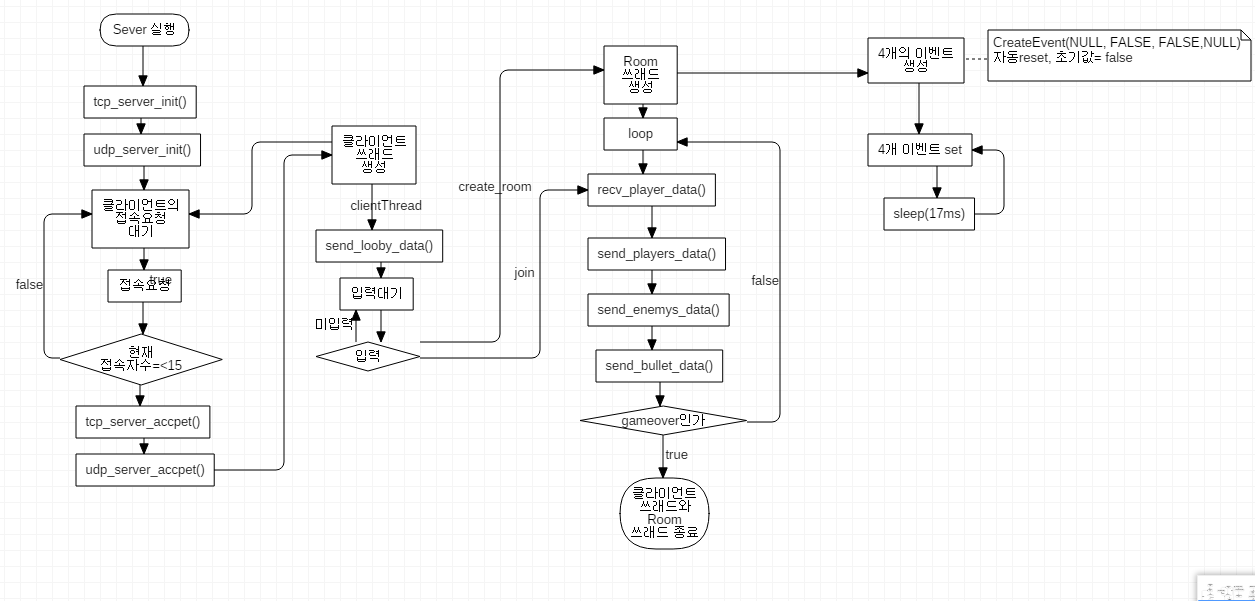 Sever 실행
tcp_server_init()
udp_server_init()
클라이언트의
접속요청
대기
true
접속요청
false
현재
접속자수=<15
tcp_server_accpet()
udp_server_accpet()
클라이언트
쓰래드
생성
clientThread
send_looby_data()
입력대기
미입력
입력
create_room
join
Room
쓰래드
생성
loop
recv_player_data()
send_players_data()
send_enemys_data()
send_bullet_data()
gameover인가
false
true
클라이언트
쓰래드와
Room
쓰래드 종료
4개의 이벤트
생성
CreateEvent(NULL, FALSE, FALSE,NULL)
자동reset, 초기값= false
4개 이벤트 set
sleep(17ms)